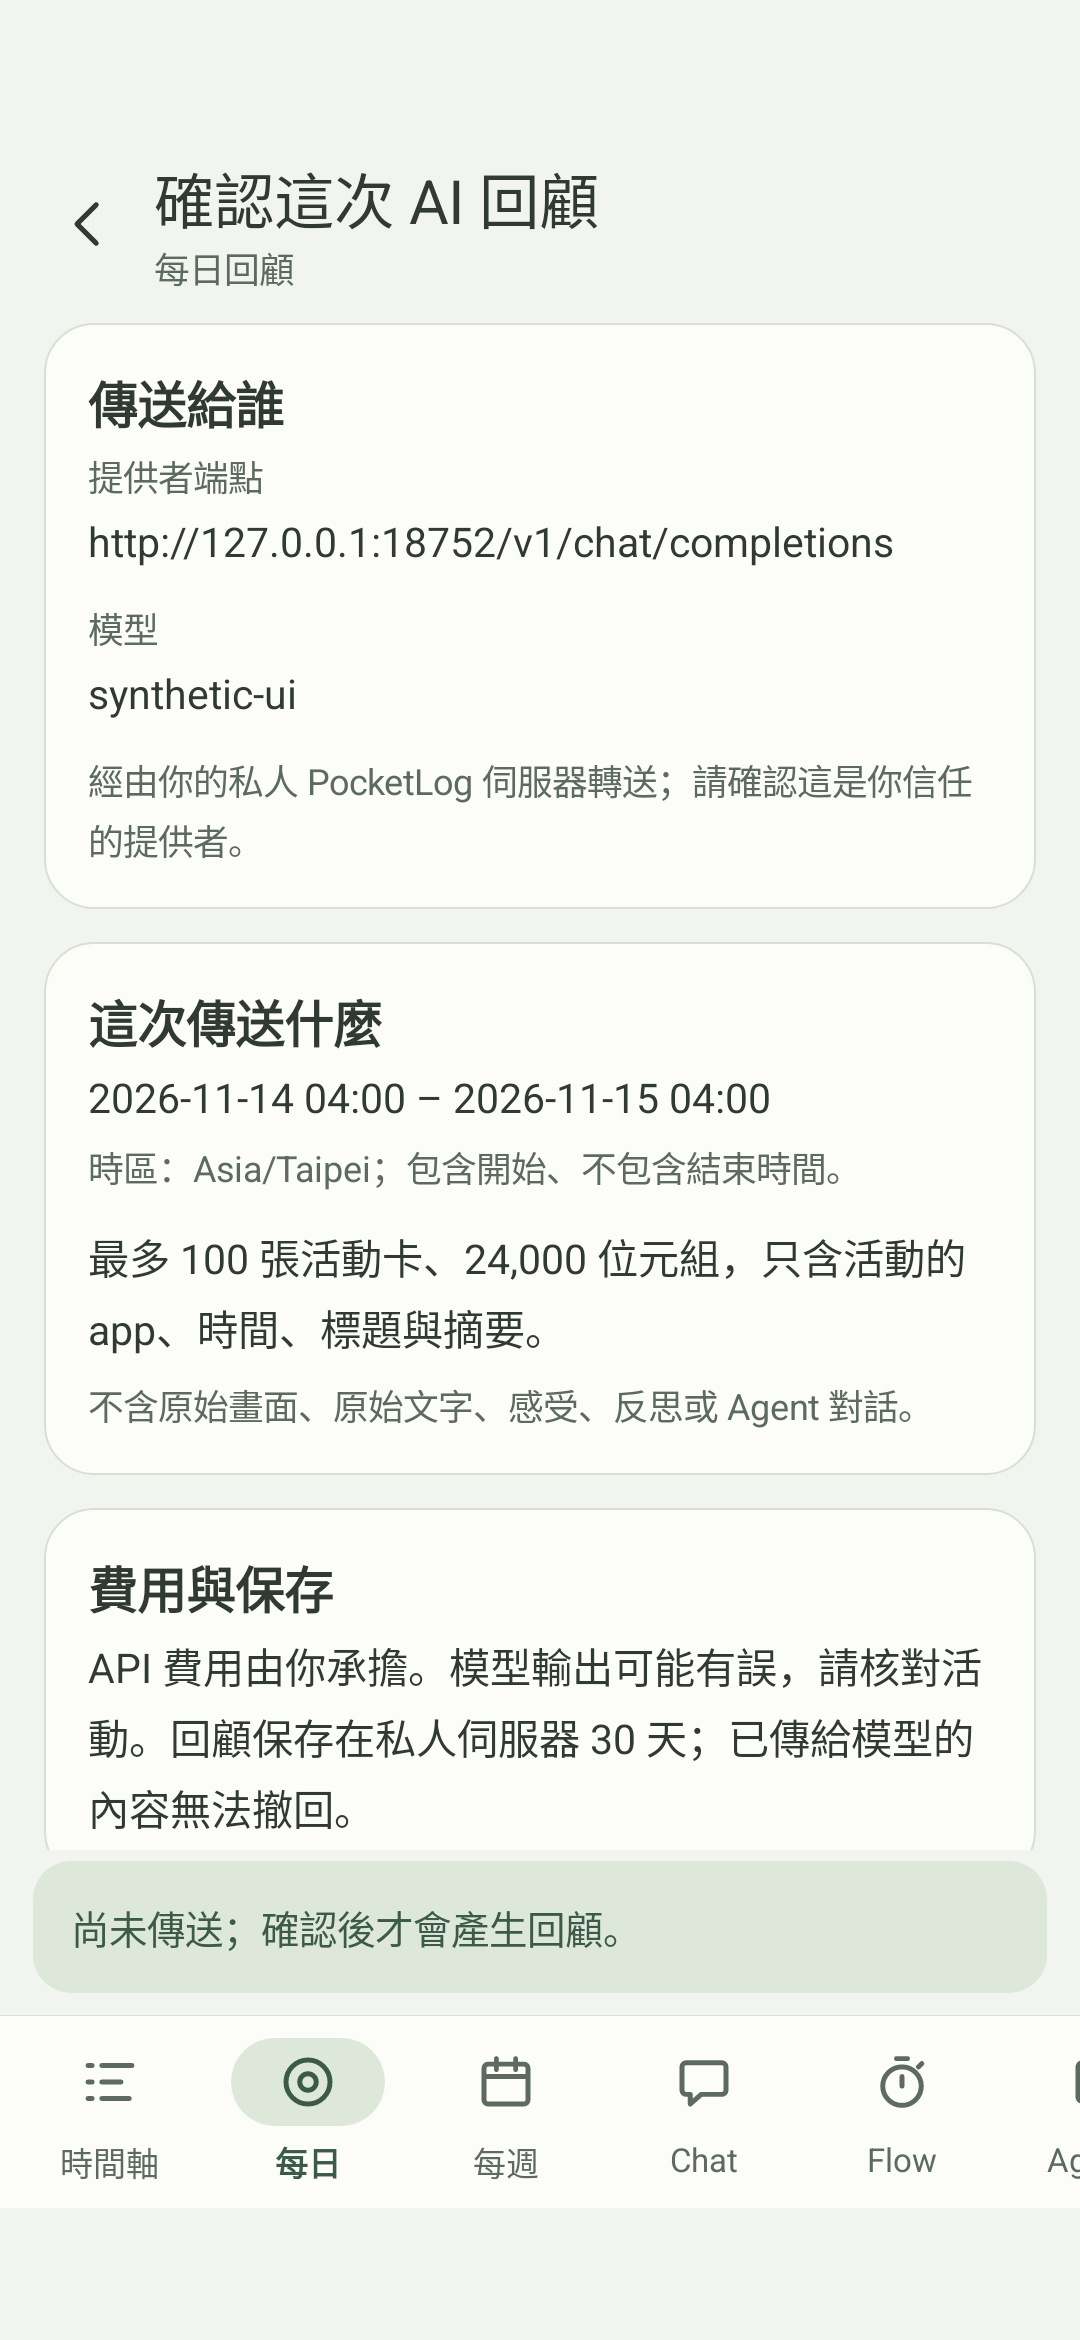 確認這次 AI 回顧
每日回顧
傳送給誰
提供者端點
http://127.0.0.1:18752/v1/chat/completions
模型
synthetic-ui
經由你的私人 PocketLog 伺服器轉送；請確認這是你信任
的提供者。
這次傳送什麼
2026-11-14 04:00 – 2026-11-15 04:00
時區：Asia/Taipei；包含開始、不包含結束時間。
最多 100 張活動卡、24,000 位元組，只含活動的
app、時間、標題與摘要。
不含原始畫面、原始文字、感受、反思或 Agent 對話。
費用與保存
API 費用由你承擔。模型輸出可能有誤，請核對活
動。回顧保存在私人伺服器 30 天；已傳給模型的
內容無法撤回。
尚未傳送；確認後才會產生回顧。
時間軸
每日
每週
Chat
Flow
Ag